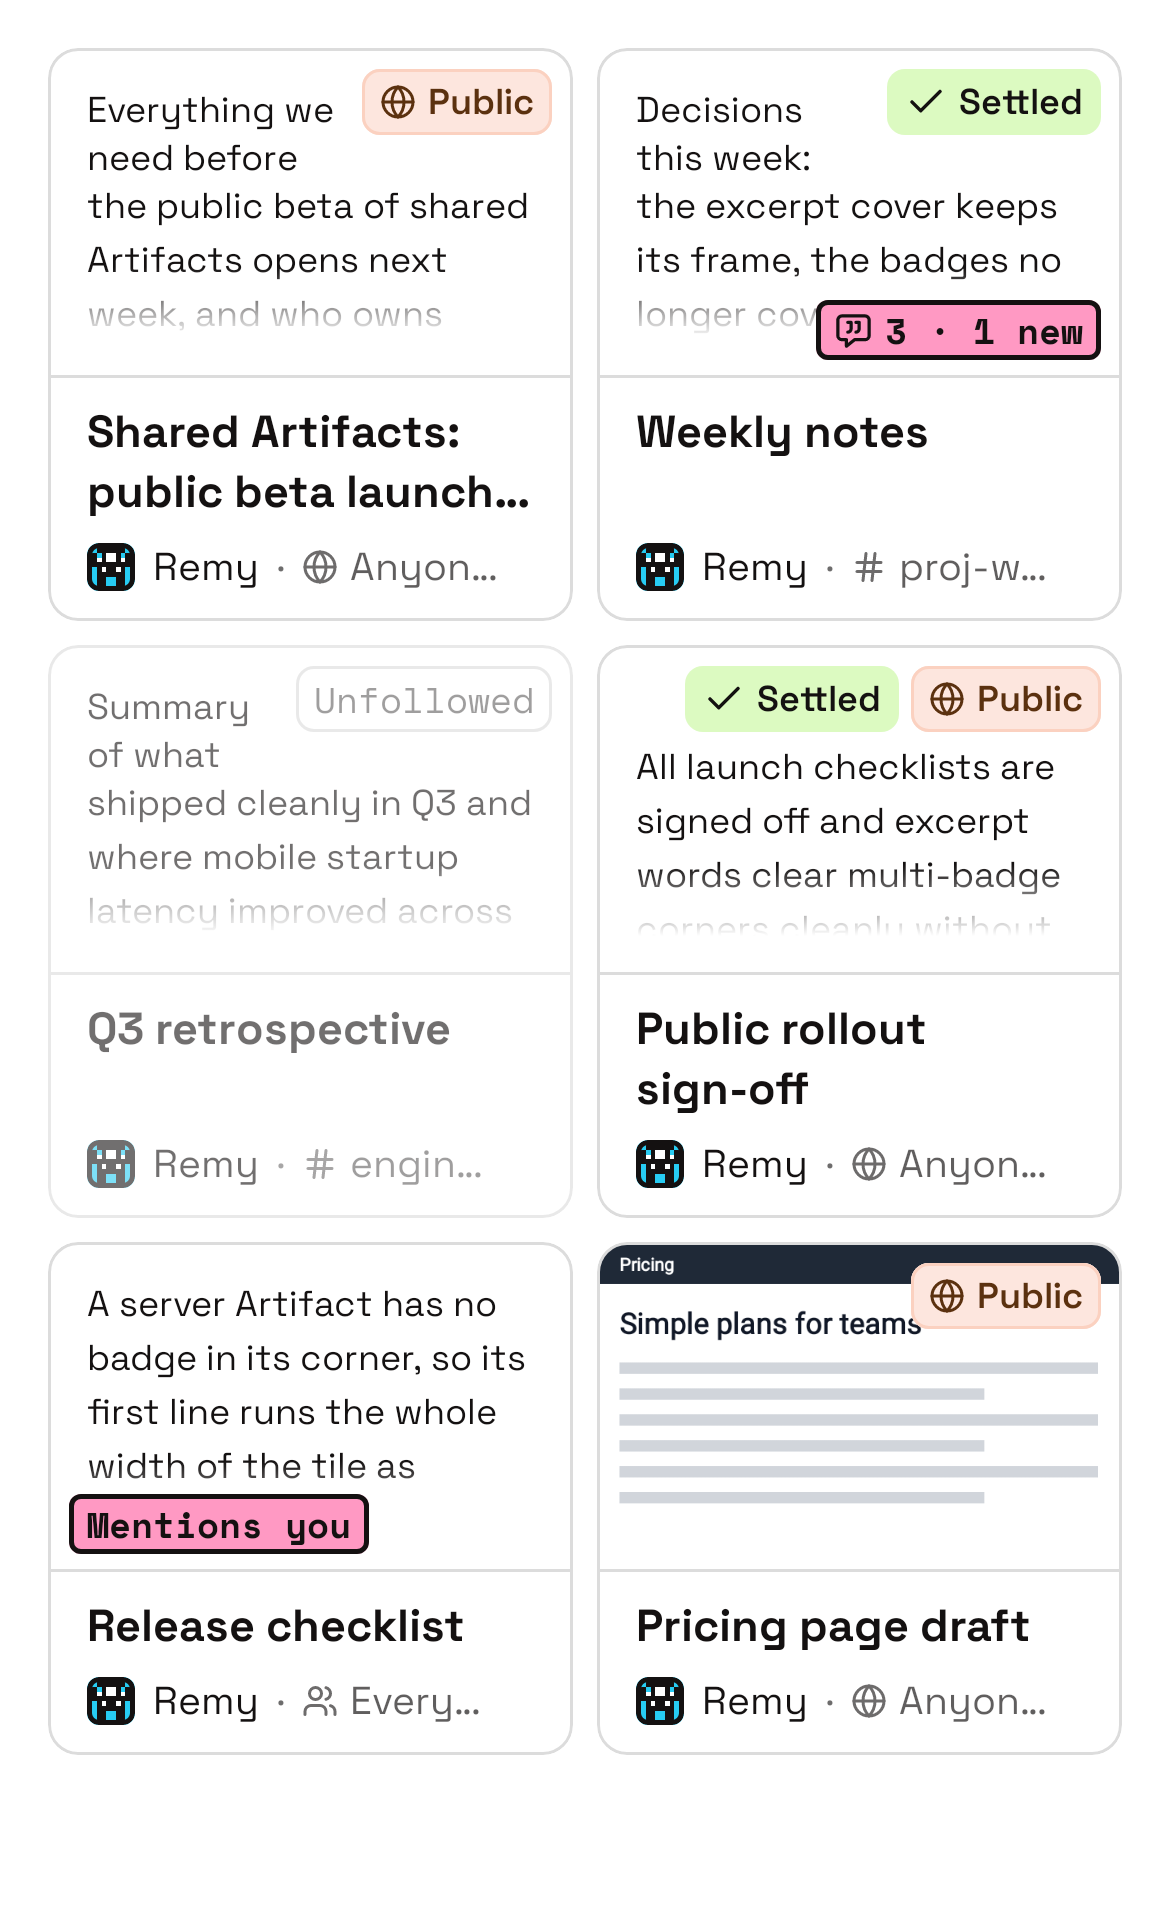 Everything we
Public
need before
the public beta of shared
Artifacts opens next
week, and who owns
Shared Artifacts:
public beta launch...
Remy · Anyon...
Decisions
Settled
this week:
the excerpt cover keeps
its frame, the badges no
longer cov
3 · 1 new
Weekly notes
Remy · # proj-w...
Summary
Unfollowed
of what
shipped cleanly in Q3 and
where mobile startup
latency improved across
Q3 retrospective
Remy · # engin...
Settled
Public
All launch checklists are
signed off and excerpt
words clear multi-badge
corners cleanly without
Public rollout
sign-off
Remy · Anyon...
A server Artifact has no
badge in its corner, so its
first line runs the whole
width of the tile as
Mentions you
Release checklist
Remy · Every...
Pricing
Public
Simple plans for teams
Pricing page draft
Remy · Anyon...